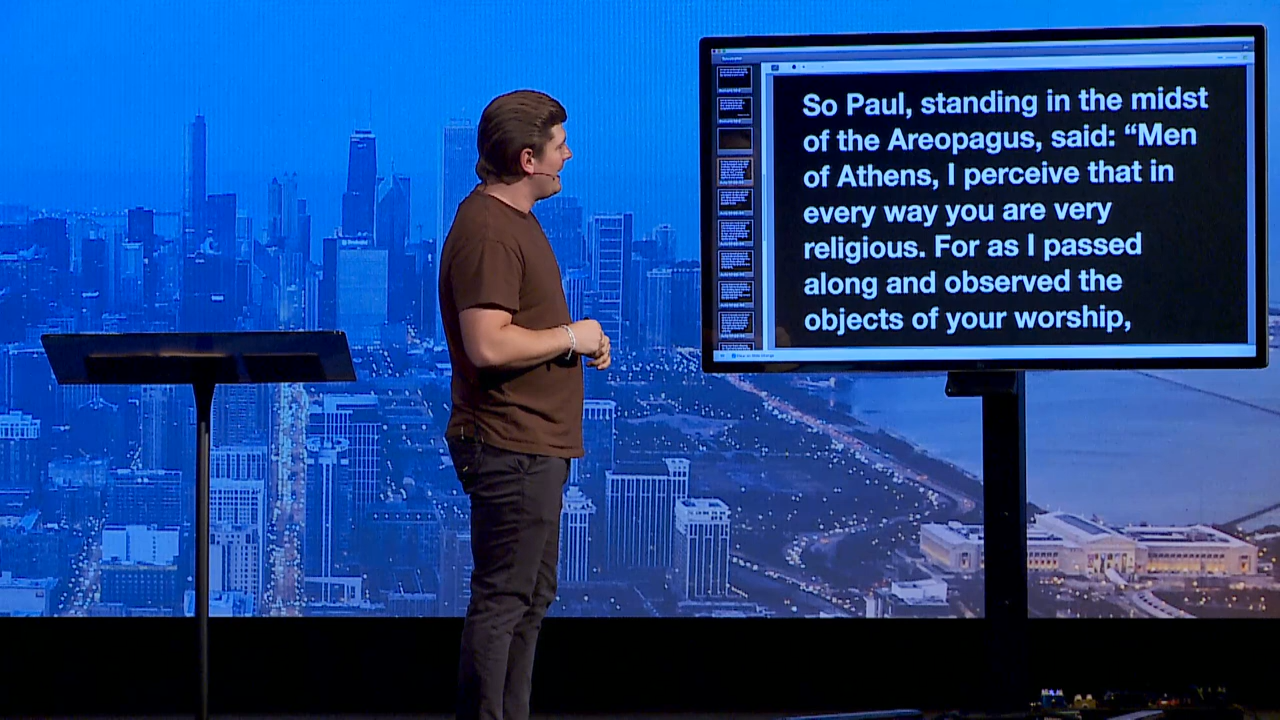 So Paul, standing in the midst
of the Areopagus, said: “Men
of Athens, I perceive that in
every way you are very
religious. For as I passed
along and observed the
objects of your worship,
Prudential